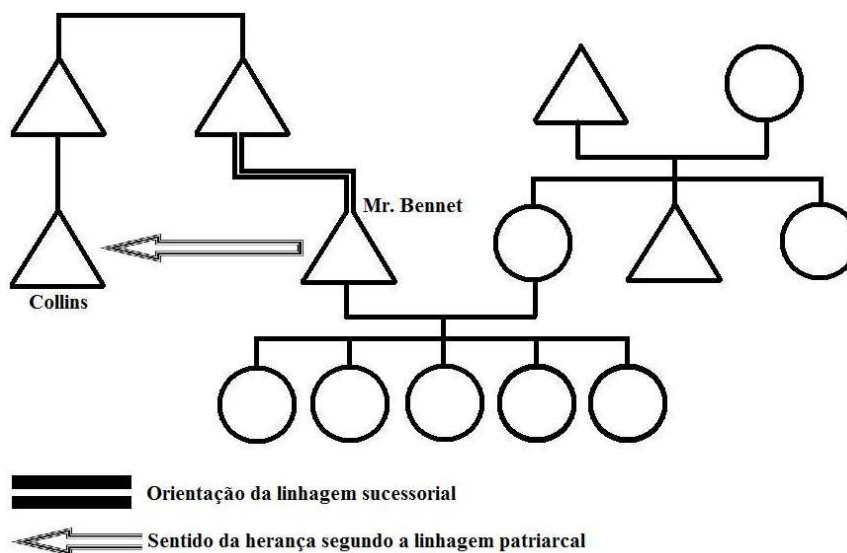 Mr. Bennet
Collins
Orientação da linhagem sucessorial
Sentido da herança segundo a linhagem patriarcal